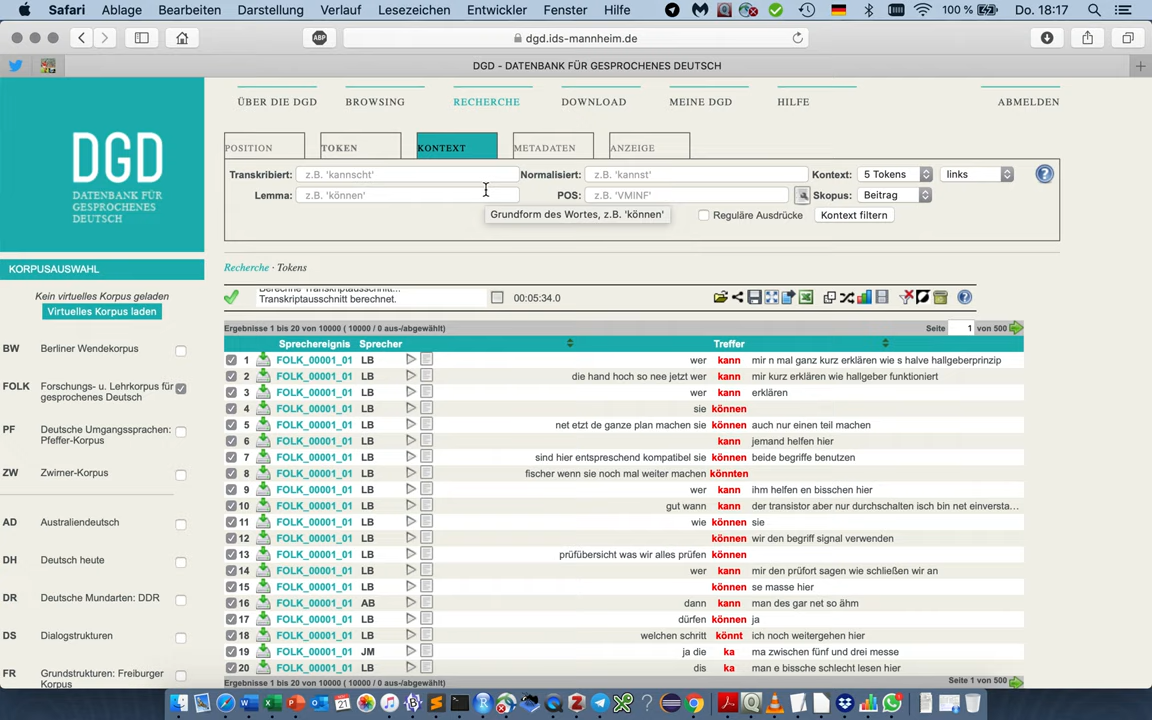 Safari Ablage Bearbeiten Darstellung Verlauf Lesezeichen Entwickler Fenster Hilfe 100 % Do. 18:17
ABP dgd.ids-mannheim.de
DGD - DATENBANK FÜR GESPROCHENES DEUTSCH
ÜBER DIE DGD BROWSING RECHERCHE DOWNLOAD MEINE DGD HILFE ABMELDEN
DGD
DATENBANK FÜR
GESPROCHENES
DEUTSCH
POSITION TOKEN KONTEXT METADATEN ANZEIGE
Transkribiert: z.B. 'kannscht' Normalisiert: z.B. 'kannst' Kontext: 5 Tokens links
Lemma: z.B. 'können' POS: z.B. 'VMINF' Skopus: Beitrag
Grundform des Wortes, z.B. 'können' Reguläre Ausdrücke Kontext filtern
KORPUSAUSWAHL
Kein virtuelles Korpus geladen
Virtuelles Korpus laden
BW Berliner Wendekorpus
FOLK Forschungs- u. Lehrkorpus für
gesprochenes Deutsch
PF Deutsche Umgangssprachen:
Pfeffer-Korpus
ZW Zwirner-Korpus
AD Australiendeutsch
DH Deutsch heute
DR Deutsche Mundarten: DDR
DS Dialogstrukturen
FR Grundstrukturen: Freiburger
Korpus
Recherche · Tokens
Transkriptausschnitt berechnet. 00:05:34.0
Ergebnisse 1 bis 20 von 10000 ( 10000 / 0 aus-/abgewählt) Seite 1 von 500
Sprechereignis Sprecher Treffer
1 FOLK_00001_01 LB wer kann mir n mal ganz kurz erklären wie s halve hallgeberprinzip
2 FOLK_00001_01 LB die hand hoch so nee jetzt wer kann mir kurz erklären wie hallgeber funktioniert
3 FOLK_00001_01 LB wer kann erklären
4 FOLK_00001_01 LB sie können
5 FOLK_00001_01 LB net etzt de ganze plan machen sie können auch nur einen teil machen
6 FOLK_00001_01 LB kann jemand helfen hier
7 FOLK_00001_01 LB sind hier entsprechend kompatibel sie können beide begriffe benutzen
8 FOLK_00001_01 LB fischer wenn sie noch mal weiter machen könnten
9 FOLK_00001_01 LB wer kann ihm helfen en bisschen hier
10 FOLK_00001_01 LB gut wann kann der transistor aber nur durchschalten isch bin net einversta...
11 FOLK_00001_01 LB wie können sie
12 FOLK_00001_01 LB können wir den begriff signal verwenden
13 FOLK_00001_01 LB prüfübersicht was wir alles prüfen können
14 FOLK_00001_01 LB wer kann mir den prüfort sagen wie schließen wir an
15 FOLK_00001_01 LB können se masse hier
16 FOLK_00001_01 AB dann kann man des gar net so ähm
17 FOLK_00001_01 LB dürfen können ja
18 FOLK_00001_01 LB welchen schritt könnt ich noch weitergehen hier
19 FOLK_00001_01 JM ja die ka ma zwischen fünf und drei messe
20 FOLK_00001_01 LB dis ka man e bissche schlecht lesen hier
Ergebnisse 1 bis 20 von 10000 ( 10000 / 0 aus-/abgewählt) Seite 1 von 500